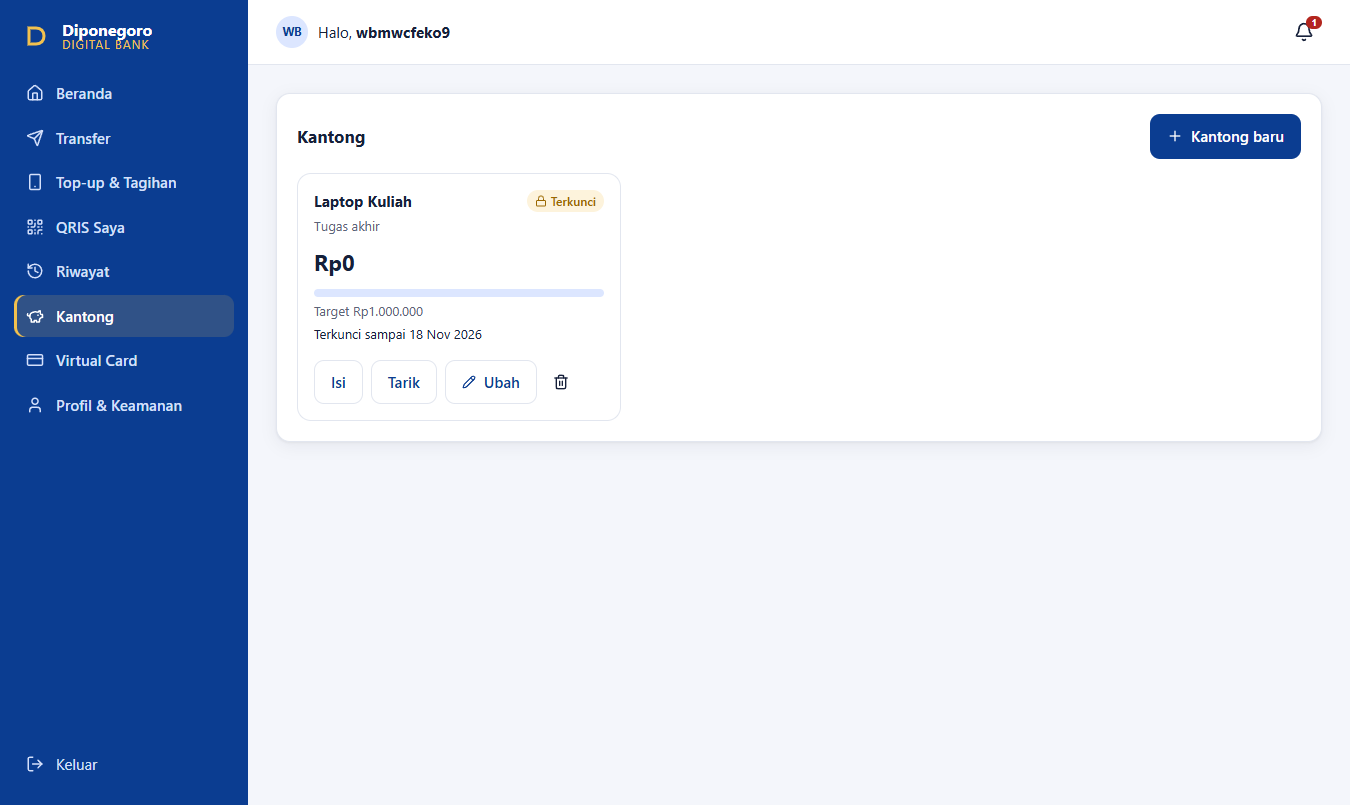 Diponegoro
DIGITAL BANK
Beranda
Transfer
Top-up & Tagihan
QRIS Saya
Riwayat
Kantong
Virtual Card
Profil & Keamanan
Keluar
WB
Halo, wbmwcfeko9
1
Kantong
+ Kantong baru
Laptop Kuliah
Terkunci
Tugas akhir
Rp0
Target Rp1.000.000
Terkunci sampai 18 Nov 2026
Isi
Tarik
Ubah